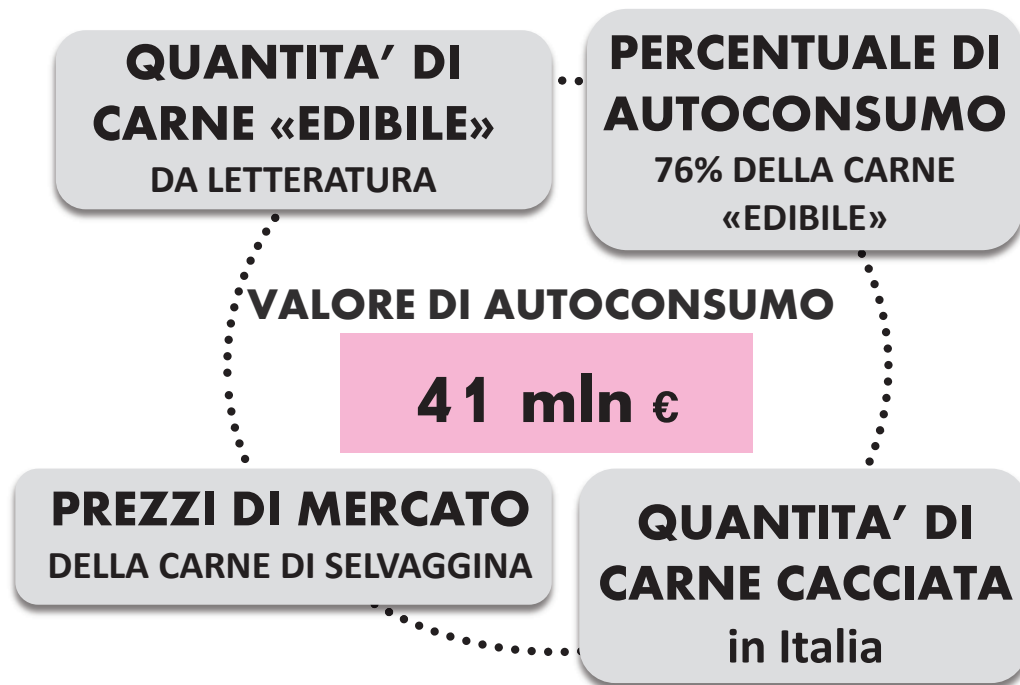 QUANTITA’ DI
CARNE «EDIBILE»
DA LETTERATURA
PERCENTUALE DI
AUTOCONSUMO
76% DELLA CARNE
«EDIBILE»
VALORE DI AUTOCONSUMO
41 mln €
PREZZI DI MERCATO
DELLA CARNE DI SELVAGGINA
QUANTITA’ DI
CARNE CACCIATA
in Italia